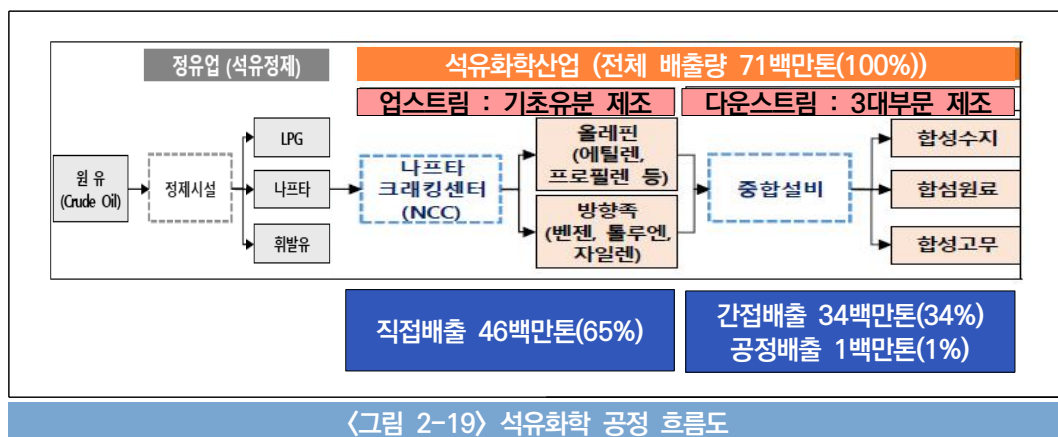 정유업 (석유정제)
석유화학산업 (전체 배출량 71백만톤(100%))
업스트림 : 기초유분 제조
다운스트림 : 3대부문 제조
원 유
(Crude Oil)
정제시설
LPG
나프타
휘발유
나프타
크래킹센터
(NCC)
올레핀
(에틸렌,
프로필렌 등)
방향족
(벤젠, 톨루엔,
자일렌)
중합설비
합성수지
합섬원료
합성고무
직접배출 46백만톤(65%)
간접배출 34백만톤(34%)
공정배출 1백만톤(1%)
〈그림 2-19〉 석유화학 공정 흐름도